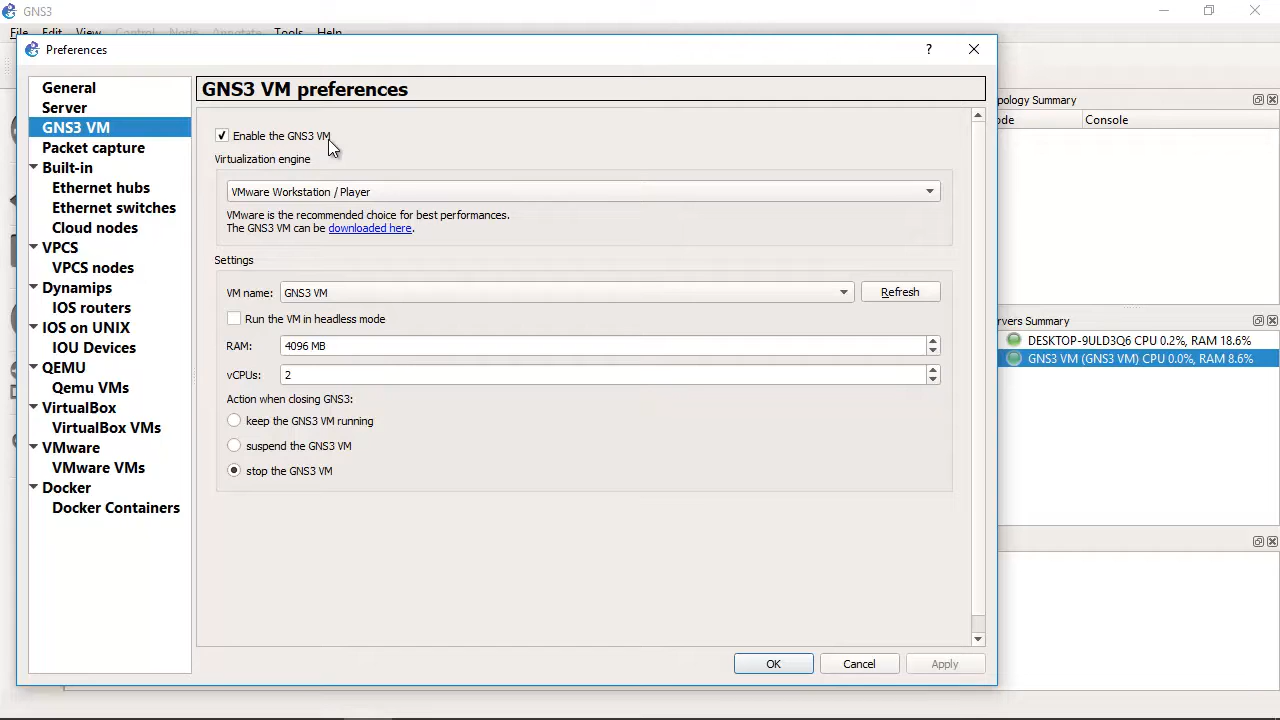 GNS3
File Edit View Control Node Annotate Tools Help
Preferences
?
General
Server
GNS3 VM
Packet capture
Built-in
Ethernet hubs
Ethernet switches
Cloud nodes
VPCS
VPCS nodes
Dynamips
IOS routers
IOS on UNIX
IOU Devices
QEMU
Qemu VMs
VirtualBox
VirtualBox VMs
VMware
VMware VMs
Docker
Docker Containers
GNS3 VM preferences
Enable the GNS3 VM
Virtualization engine
VMware Workstation / Player
VMware is the recommended choice for best performances.
The GNS3 VM can be downloaded here.
Settings
VM name: GNS3 VM Refresh
Run the VM in headless mode
RAM: 4096 MB
vCPUs: 2
Action when closing GNS3:
keep the GNS3 VM running
suspend the GNS3 VM
stop the GNS3 VM
OK Cancel Apply
pology Summary
ode Console
rvers Summary
DESKTOP-9ULD3Q6 CPU 0.2%, RAM 18.6%
GNS3 VM (GNS3 VM) CPU 0.0%, RAM 8.6%